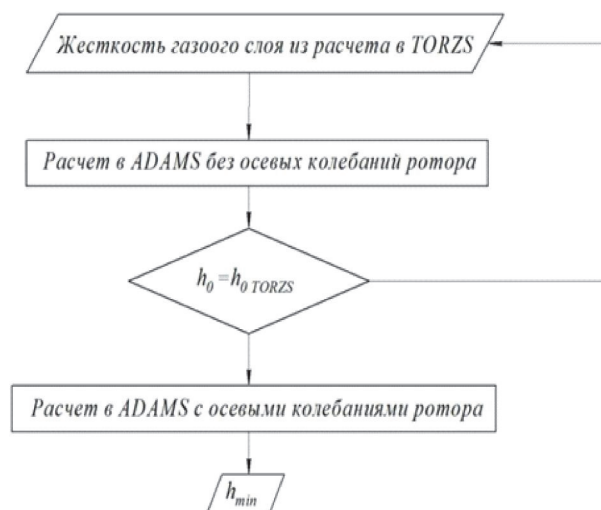 Жесткость газоого слоя из расчета в TORZS
Расчет в ADAMS без осевых колебаний ротора
h₀ = h₀ TORZS
Расчет в ADAMS с осевыми колебаниями ротора
hmin